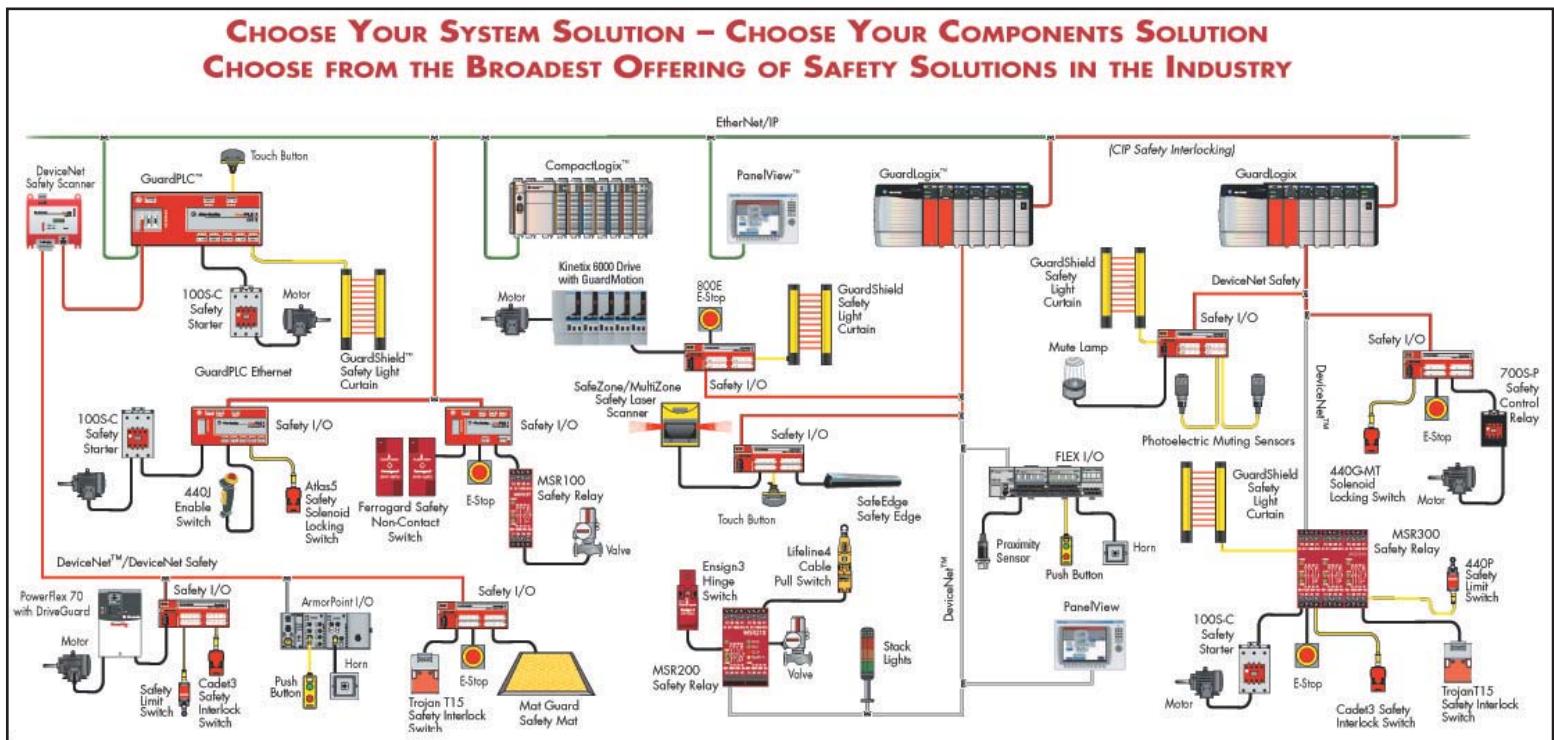 CHOOSE YOUR SYSTEM SOLUTION – CHOOSE YOUR COMPONENTS SOLUTION
CHOOSE FROM THE BROADEST OFFERING OF SAFETY SOLUTIONS IN THE INDUSTRY
EtherNet/IP
(CIP Safety Interlocking)
DeviceNet
Safety Scanner
GuardPLC™
Touch Button
CompactLogix™
PanelView™
GuardLogix™
GuardLogix
100S-C
Safety
Starter
Motor
GuardShield™
Safety Light
Curtain
GuardPLC Ethernet
Kinetix 6000 Drive
with GuardMotion
Motor
800E
E-Stop
GuardShield
Safety
Light
Curtain
Safety I/O
GuardShield
Safety
Light
Curtain
DeviceNet Safety
Safety I/O
Mute Lamp
Photoelectric Muting Sensors
DeviceNet™
Safety I/O
700S-P
Safety
Control
Relay
E-Stop
440G-MT
Solenoid
Locking Switch
Motor
100S-C
Safety
Starter
Safety I/O
440J
Enable
Switch
Atlas5
Safety
Solenoid
Locking
Switch
Safety I/O
Ferrogard Safety
Non-Contact
Switch
E-Stop
MSR100
Safety Relay
Valve
SafeZone/MultiZone
Safety Laser
Scanner
Safety I/O
Touch Button
SafeEdge
Safety Edge
FLEX I/O
Proximity
Sensor
Push Button
Horn
GuardShield
Safety
Light
Curtain
MSR300
Safety Relay
440P
Safety
Limit
Switch
DeviceNet™/DeviceNet Safety
PowerFlex 70
with DriveGuard
Motor
Safety I/O
Safety
Limit
Switch
Cadet3
Safety
Interlock
Switch
ArmorPoint I/O
Push
Button
Horn
Safety I/O
Trojan T15
Safety Interlock
Switch
E-Stop
Mat Guard
Safety Mat
Ensign3
Hinge
Switch
Lifeline4
Cable
Pull Switch
MSR200
Safety Relay
MSR210
Valve
Stack
Lights
DeviceNet™
PanelView
100S-C
Safety
Starter
Motor
E-Stop
Cadet3 Safety
Interlock Switch
TrojanT15
Safety Interlock
Switch